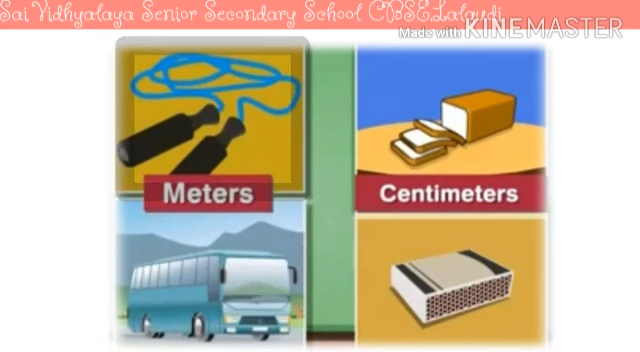 Sai Vidhyalaya Senior Secondary School CBSE Lalgudi
Made with KINEMASTER
Meters
Centimeters